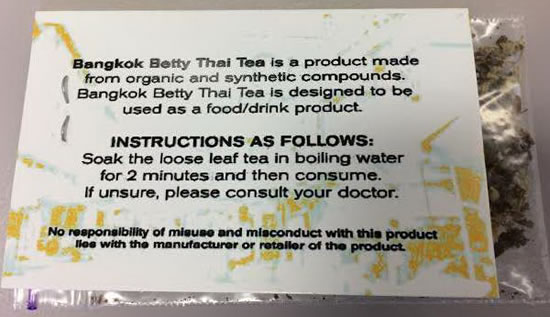 Bangkok Betty Thai Tea is a product made
from organic and synthetic compounds.
Bangkok Betty Thai Tea is designed to be
used as a food/drink product.
INSTRUCTIONS AS FOLLOWS:
Soak the loose leaf tea in boiling water
for 2 minutes and then consume.
If unsure, please consult your doctor.
No responsibility of misuse and misconduct with this product
lies with the manufacturer or retailer of the product.